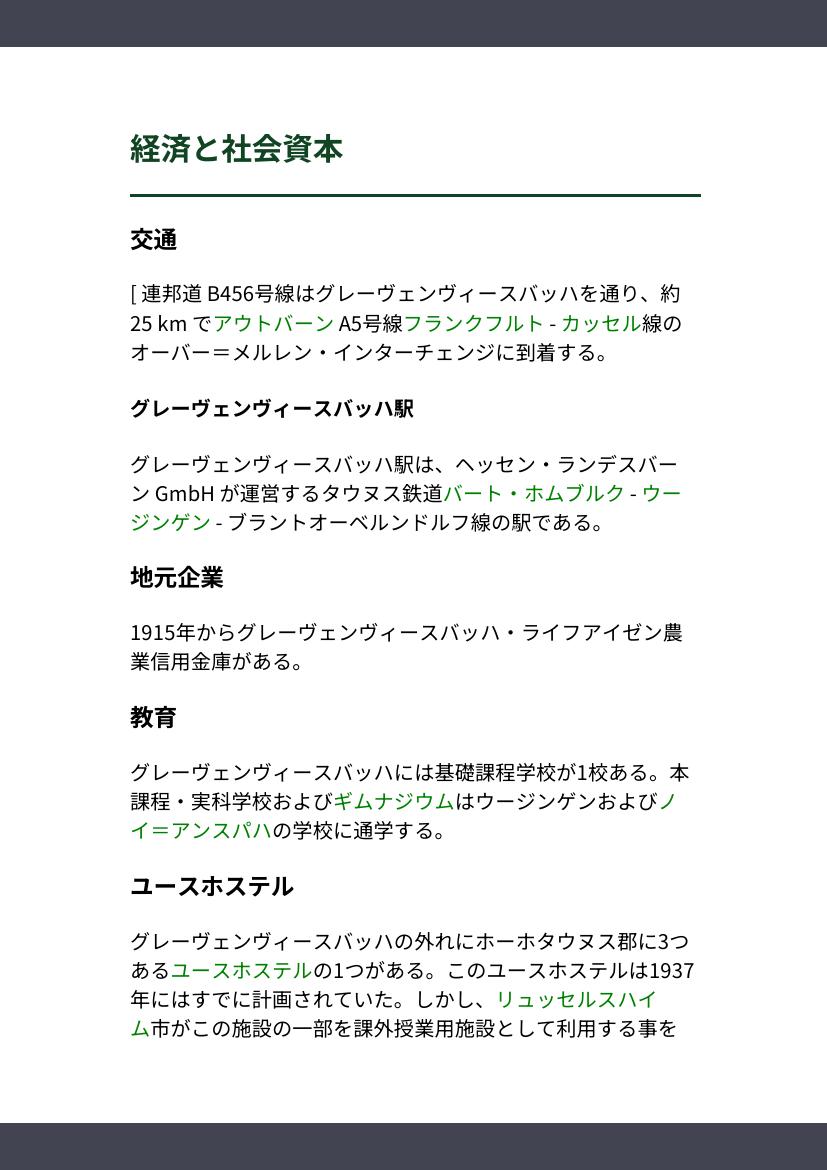 経済と社会資本
交通
[ 連邦道 B456号線はグレーヴェンヴィースバッハを通り、約
25 km でアウトバーン A5号線フランクフルト - カッセル線の
オーバー＝メルレン・インターチェンジに到着する。
グレーヴェンヴィースバッハ駅
グレーヴェンヴィースバッハ駅は、ヘッセン・ランデスバー
ン GmbH が運営するタウヌス鉄道バート・ホムブルク - ウー
ジンゲン - ブラントオーベルンドルフ線の駅である。
地元企業
1915年からグレーヴェンヴィースバッハ・ライフアイゼン農
業信用金庫がある。
教育
グレーヴェンヴィースバッハには基礎課程学校が1校ある。本
課程・実科学校およびギムナジウムはウージンゲンおよびノ
イ＝アンスパハの学校に通学する。
ユースホステル
グレーヴェンヴィースバッハの外れにホーホタウヌス郡に3つ
あるユースホステルの1つがある。このユースホステルは1937
年にはすでに計画されていた。しかし、リュッセルスハイ
ム市がこの施設の一部を課外授業用施設として利用する事を